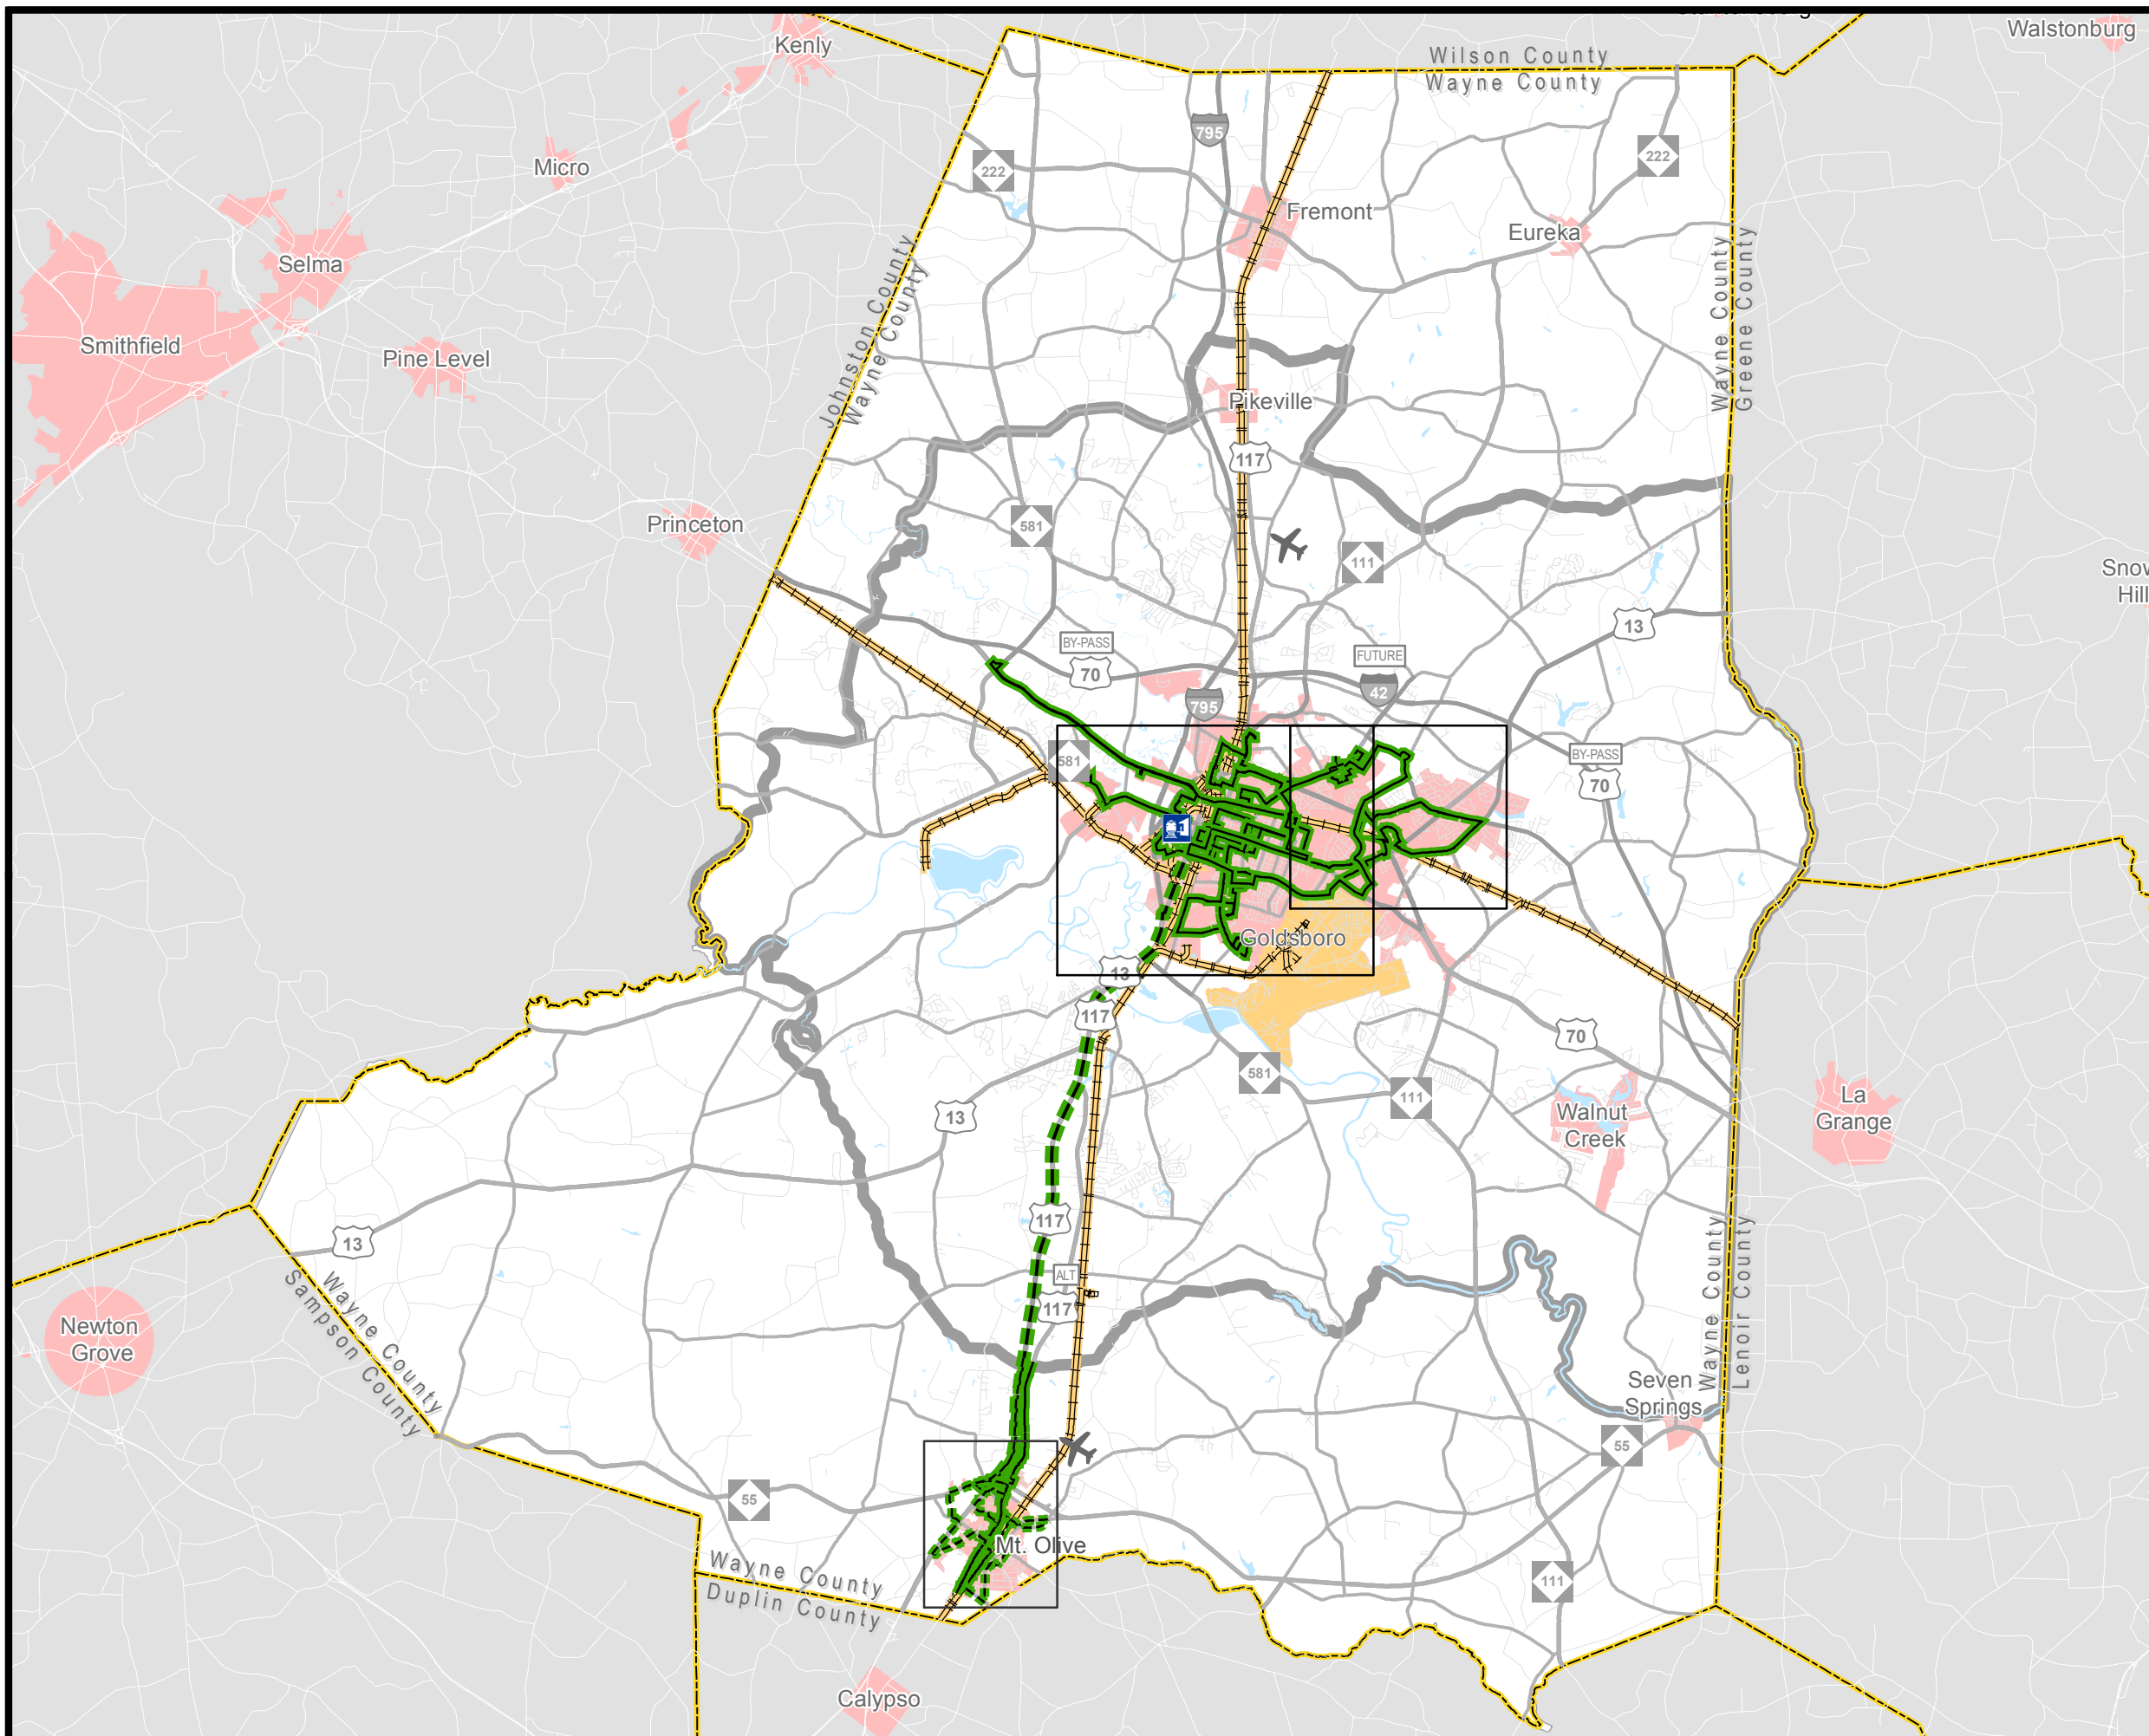 Walstonburg
Kenly
Wilson County
Wayne County
795
222
222
Micro
Fremont
Eureka
Selma
Johnston County
Wayne County
Wayne County
Greene County
Smithfield
Pine Level
Pikeville
117
Princeton
581
111
13
BY-PASS
70
FUTURE
42
795
581
BY-PASS
70
Goldsboro
13
117
70
581
111
13
Walnut
Creek
La
Grange
117
13
ALT
117
Wayne County
Sampson County
Newton
Grove
Wayne County
Lenoir County
Seven
Springs
55
55
Mt. Olive
Wayne County
Duplin County
111
Calypso